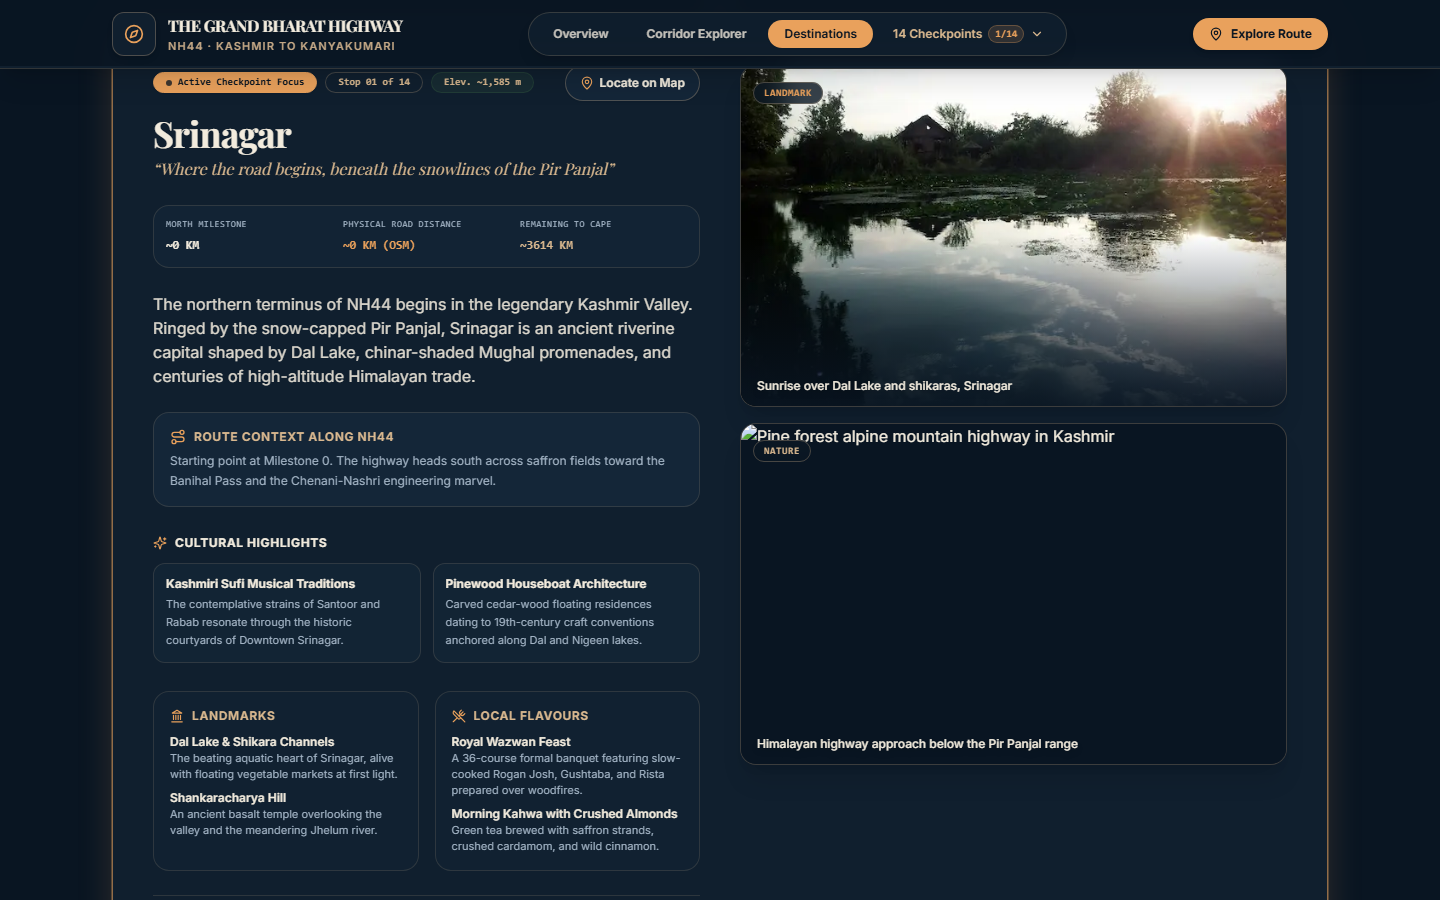 THE GRAND BHARAT HIGHWAY
NH44 · KASHMIR TO KANYAKUMARI
Overview
Corridor Explorer
Destinations
14 Checkpoints 1/14
Explore Route
Active Checkpoint Focus
Stop 01 of 14
Elev. ~1,585 m
Locate on Map
Srinagar
“Where the road begins, beneath the snowlines of the Pir Panjal”
MORTH MILESTONE
~0 KM
PHYSICAL ROAD DISTANCE
~0 KM (OSM)
REMAINING TO CAPE
~3614 KM
The northern terminus of NH44 begins in the legendary Kashmir Valley.
Ringed by the snow-capped Pir Panjal, Srinagar is an ancient riverine
capital shaped by Dal Lake, chinar-shaded Mughal promenades, and
centuries of high-altitude Himalayan trade.
ROUTE CONTEXT ALONG NH44
Starting point at Milestone 0. The highway heads south across saffron fields toward the
Banihal Pass and the Chenani-Nashri engineering marvel.
CULTURAL HIGHLIGHTS
Kashmiri Sufi Musical Traditions
The contemplative strains of Santoor and
Rabab resonate through the historic
courtyards of Downtown Srinagar.
Pinewood Houseboat Architecture
Carved cedar-wood floating residences
dating to 19th-century craft conventions
anchored along Dal and Nigeen lakes.
LANDMARKS
Dal Lake & Shikara Channels
The beating aquatic heart of Srinagar, alive
with floating vegetable markets at first light.
Shankaracharya Hill
An ancient basalt temple overlooking the
valley and the meandering Jhelum river.
LOCAL FLAVOURS
Royal Wazwan Feast
A 36-course formal banquet featuring slow-
cooked Rogan Josh, Gushtaba, and Rista
prepared over woodfires.
Morning Kahwa with Crushed Almonds
Green tea brewed with saffron strands,
crushed cardamom, and wild cinnamon.
LANDMARK
Sunrise over Dal Lake and shikaras, Srinagar
Pine forest alpine mountain highway in Kashmir
NATURE
Himalayan highway approach below the Pir Panjal range